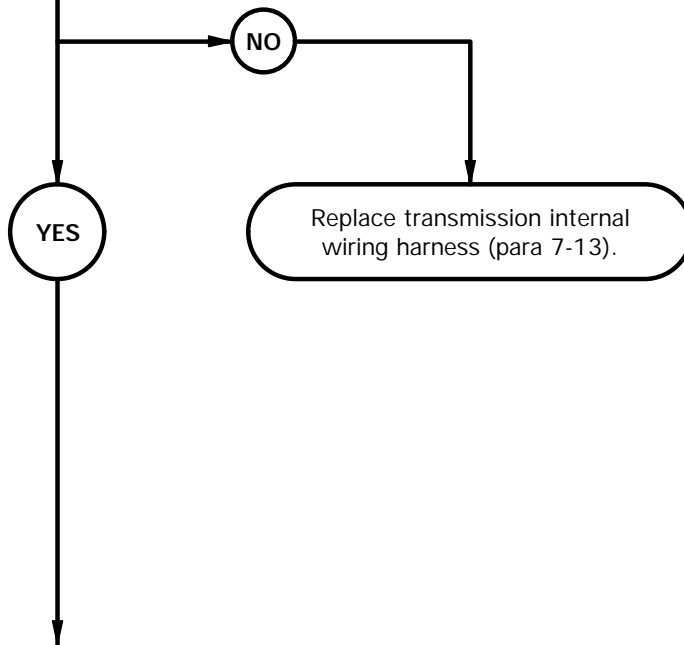 NO
YES
Replace transmission internal
wiring harness (para 7-13).